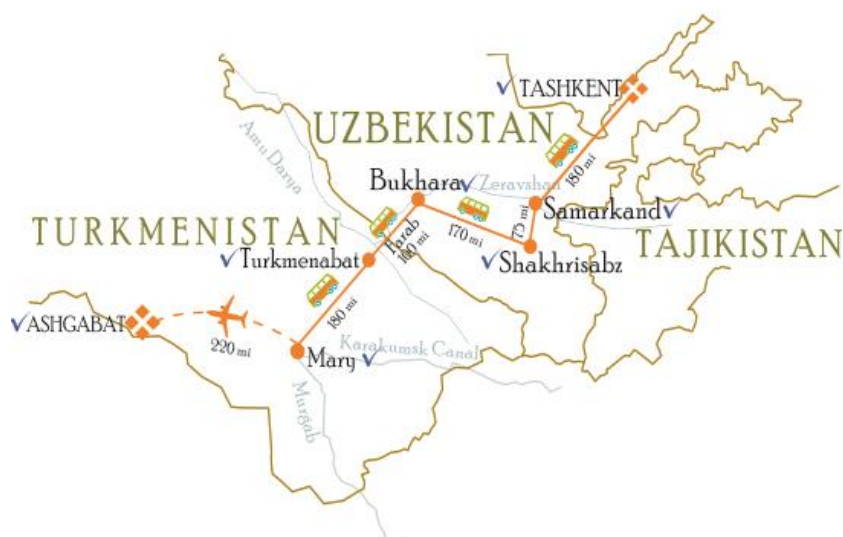 TASHKENT
UZBEKISTAN
Amu Darya
180 mi
Bukhara
Zeravshan
Samarkand
75 mi
TURKMENISTAN
Farab
170 mi
TAJIKISTAN
Turkmenabat
100 mi
Shakhrisabz
180 mi
ASHGABAT
220 mi
Mary
Karakumsk Canal
Murgab